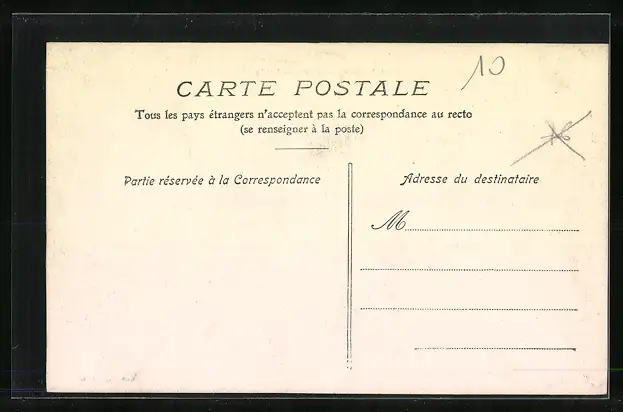 10
CARTE POSTALE
Tous les pays étrangers n'acceptent pas la correspondance au recto
(se renseigner à la poste)
Partie réservée à la Correspondance
Adresse du destinataire
M